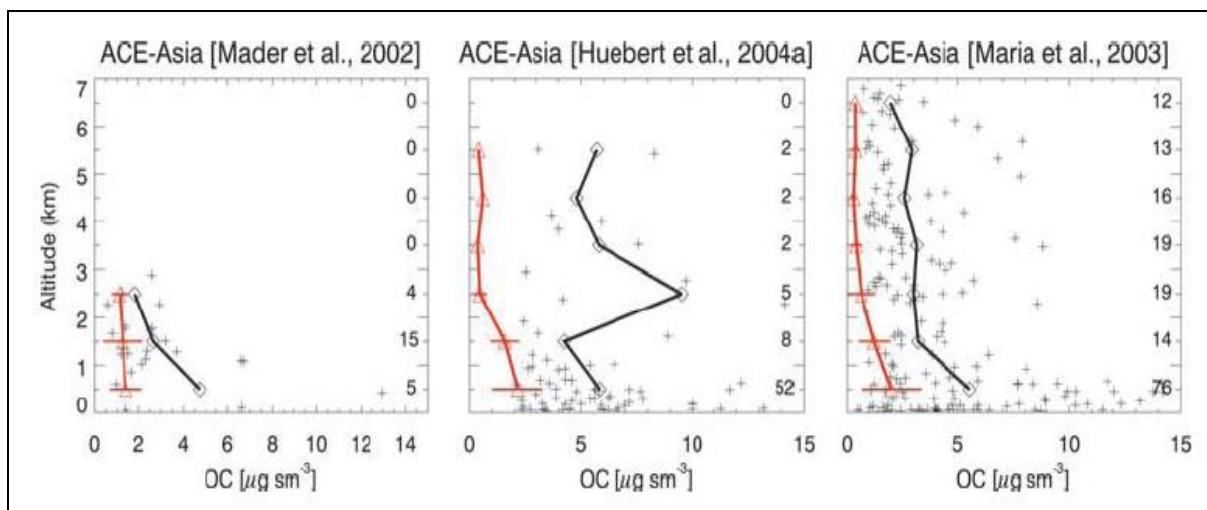 ACE-Asia [Mader et al., 2002]
7
6
5
4
3
2
1
0
Altitude (km)
0
0
0
0
4
15
5
0 2 4 6 8 10 12 14
OC [µg sm⁻³]
ACE-Asia [Huebert et al., 2004a]
0
2
2
2
5
8
52
0 5 10 15
OC [µg sm⁻³]
ACE-Asia [Maria et al., 2003]
12
13
16
19
19
14
76
0 5 10 15
OC [µg sm⁻³]